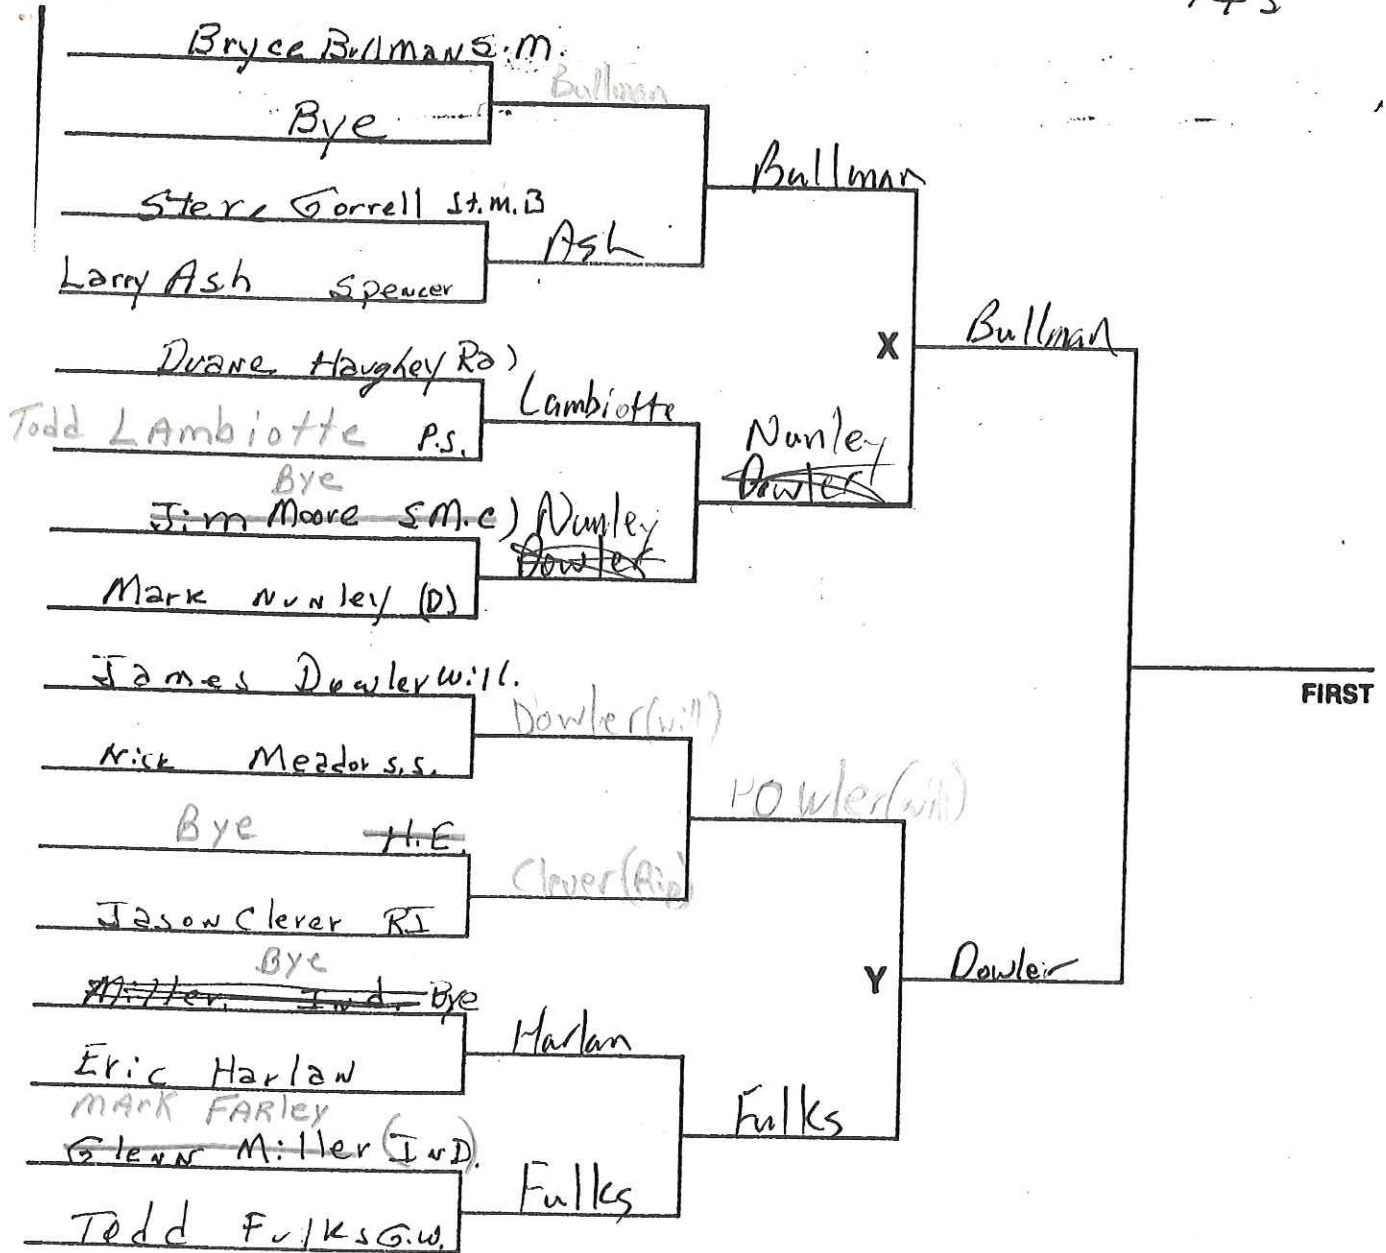 145
Bryce Bullman S.M.
Bullman
Bye
Bullman
Steve Gorrell St.m.B
Ash
Larry Ash Spencer
Bullman
X
Duane Haughey Ra)
Lambiotte
Todd LAmbiotte P.S.
Nunley
Dowler
Bye
Jim Moore S M.C) Nunley
Dowler
Mark Nunley (D)
James Dowler Will.
FIRST
Dowler(will)
Nick Meador S.S.
Dowler(will)
Bye H.E.
Clever(Rip)
Jason Clever RI
Bye
Dowler
Y
Miller Ind. Bye
Harlan
Eric Harlan
MArk FARley
Fulks
Glenn Miller (InD).
Fulks
Todd Fulks G.W.